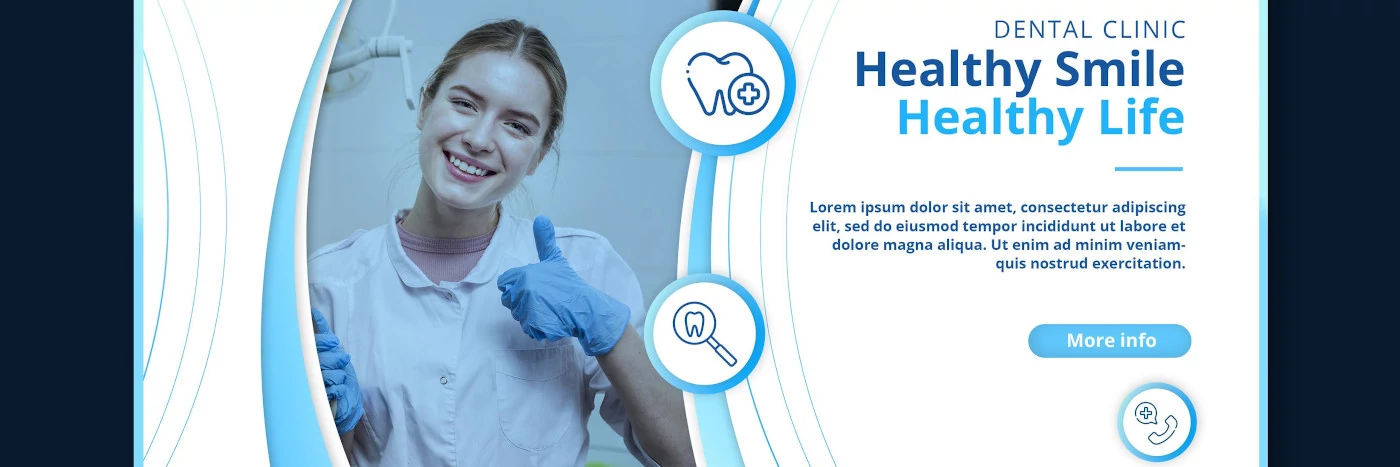 DENTAL CLINIC
Healthy Smile
Healthy Life
Lorem ipsum dolor sit amet, consectetur adipiscing
elit, sed do eiusmod tempor incididunt ut labore et
dolore magna aliqua. Ut enim ad minim veniam-
quis nostrud exercitation.
More info